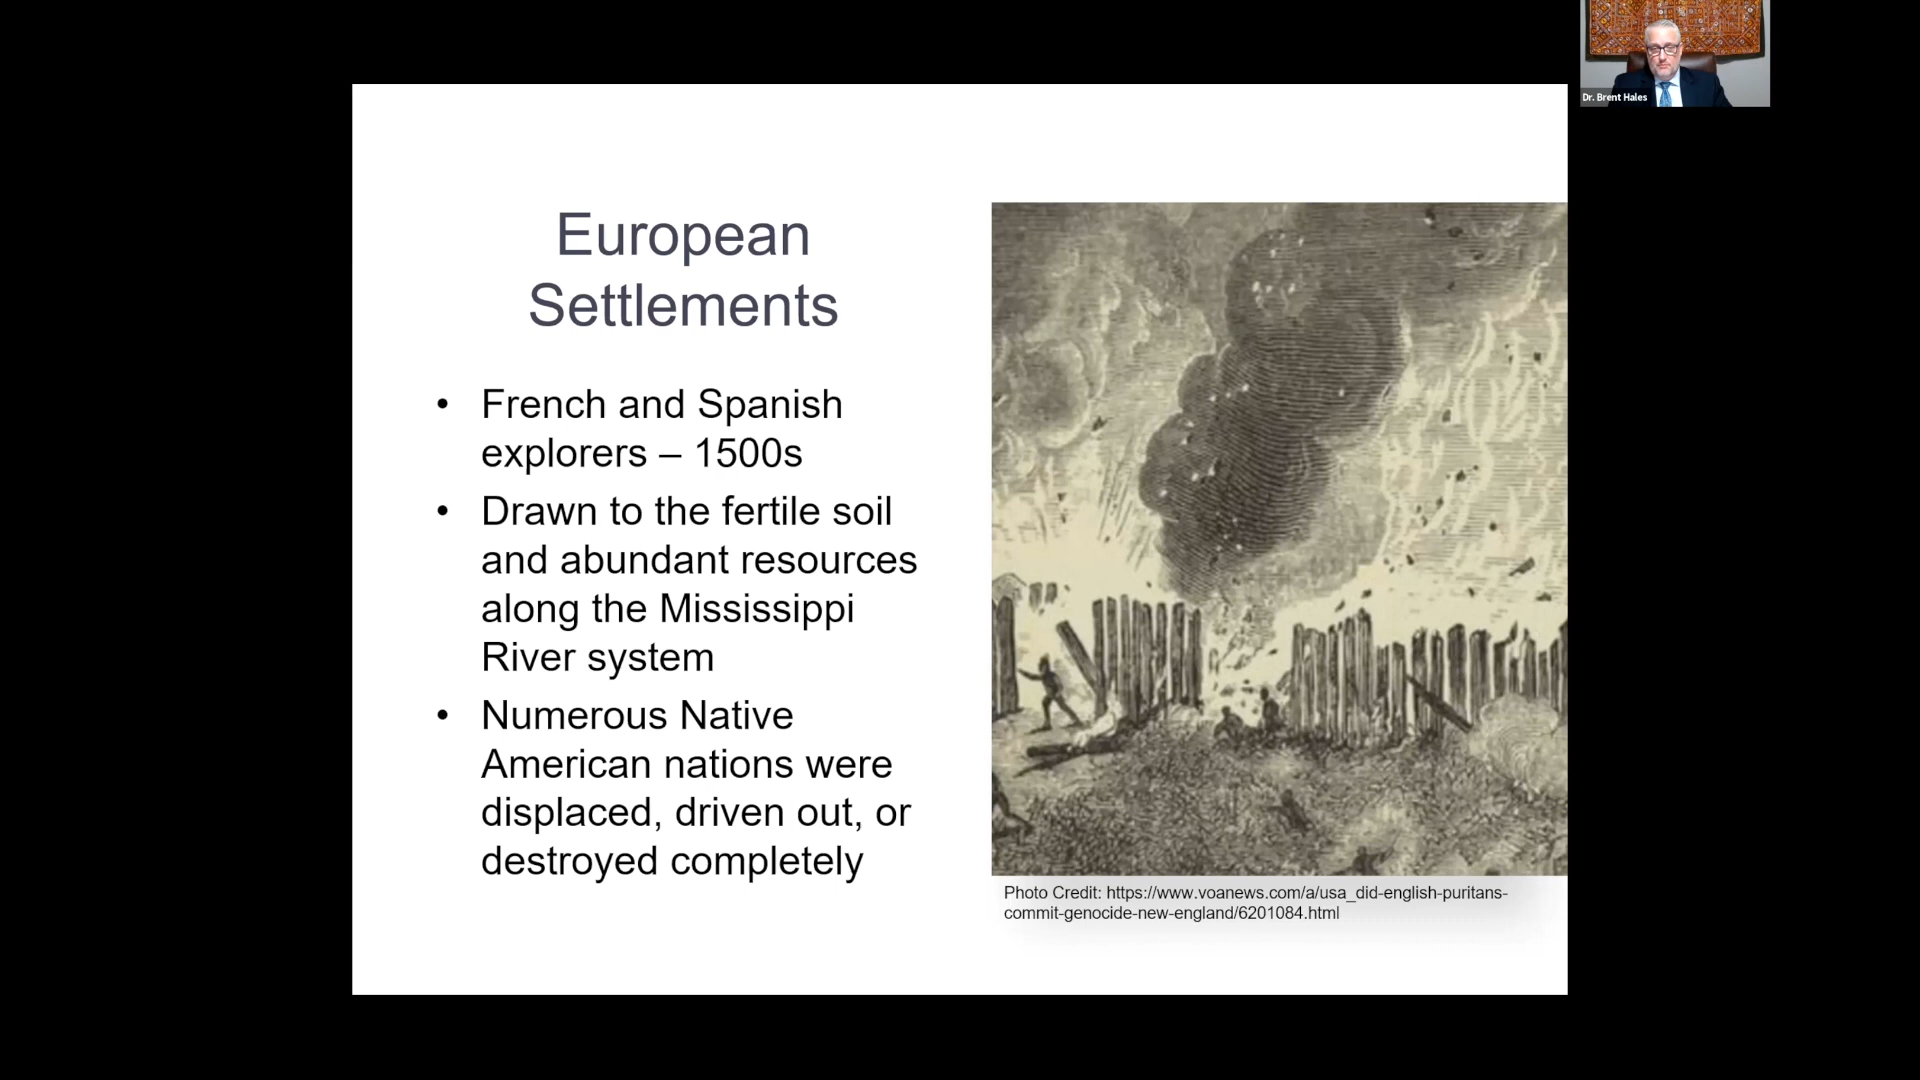 Dr. Brent Hales
European
Settlements
• French and Spanish
explorers – 1500s
• Drawn to the fertile soil
and abundant resources
along the Mississippi
River system
• Numerous Native
American nations were
displaced, driven out, or
destroyed completely
Photo Credit: https://www.voanews.com/a/usa_did-english-puritans-
commit-genocide-new-england/6201084.html